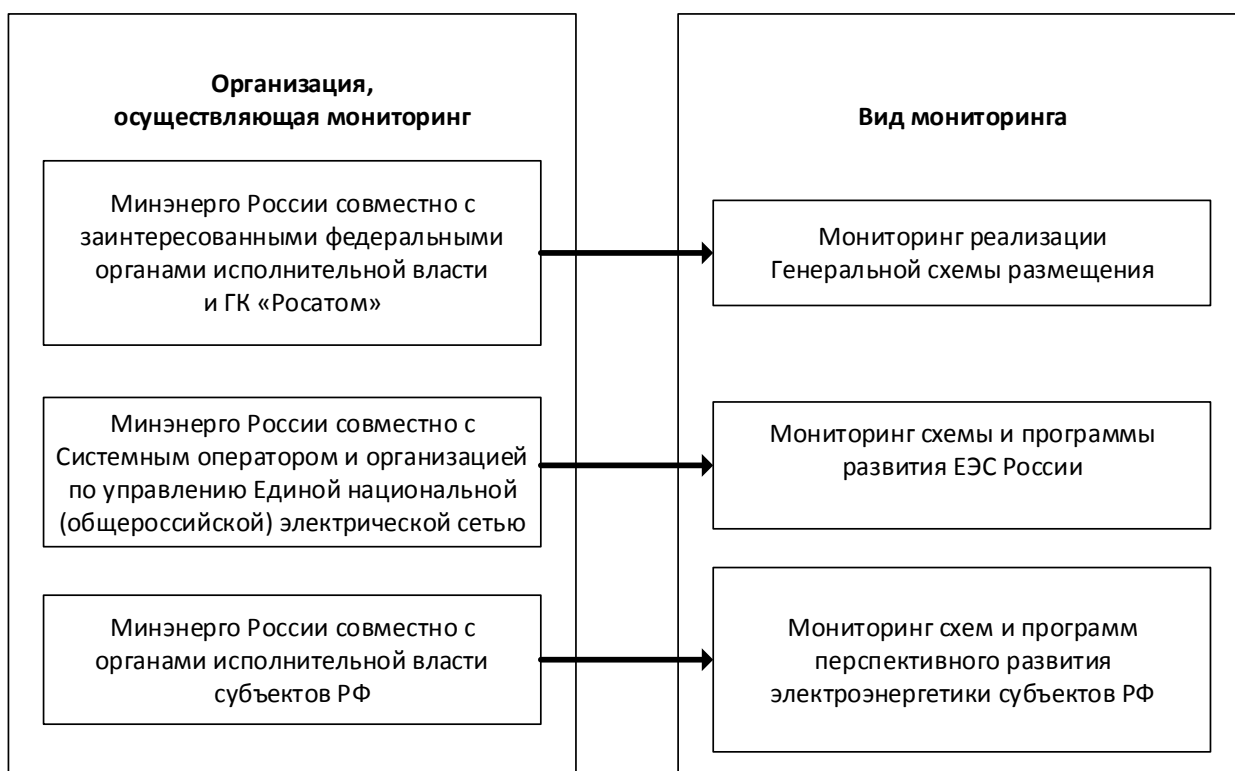 Организация,
осуществляющая мониторинг
Минэнерго России совместно с
заинтересованными федеральными
органами исполнительной власти
и ГК «Росатом»
Минэнерго России совместно с
Системным оператором и организацией
по управлению Единой национальной
(общероссийской) электрической сетью
Минэнерго России совместно с
органами исполнительной власти
субъектов РФ
Вид мониторинга
Мониторинг реализации
Генеральной схемы размещения
Мониторинг схемы и программы
развития ЕЭС России
Мониторинг схем и программ
перспективного развития
электроэнергетики субъектов РФ